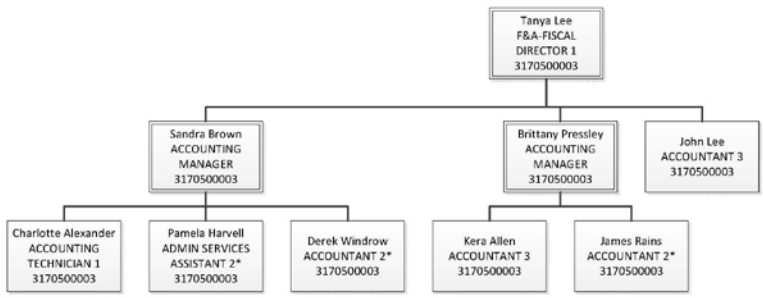 Tanya Lee
F&A-FISCAL
DIRECTOR 1
3170500003
Sandra Brown
ACCOUNTING
MANAGER
3170500003
Brittany Pressley
ACCOUNTING
MANAGER
3170500003
John Lee
ACCOUNTANT 3
3170500003
Charlotte Alexander
ACCOUNTING
TECHNICIAN 1
3170500003
Pamela Harvell
ADMIN SERVICES
ASSISTANT 2*
3170500003
Derek Windrow
ACCOUNTANT 2*
3170500003
Kera Allen
ACCOUNTANT 3
3170500003
James Rains
ACCOUNTANT 2*
3170500003